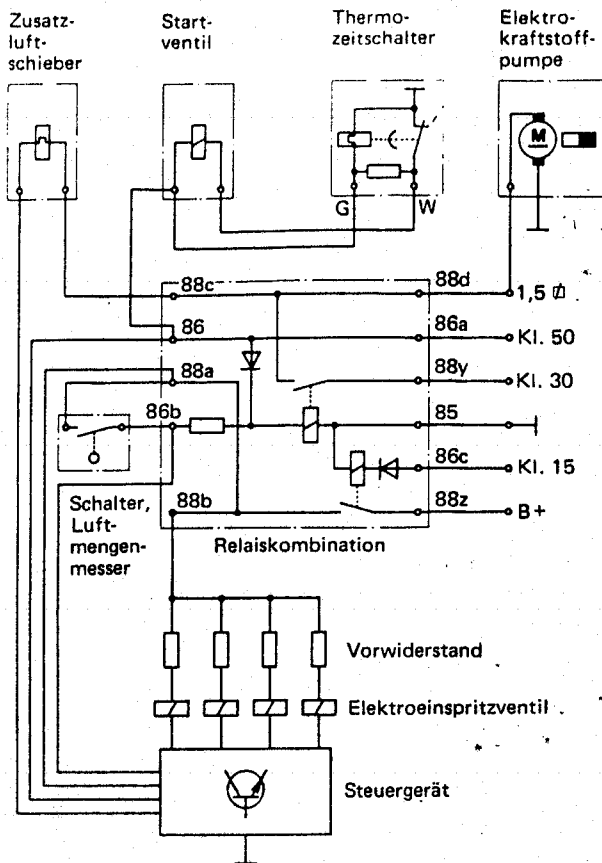 Zusatz-
luft-
schieber
Start-
ventil
Thermo-
zeitschalter
Elektro-
kraftstoff-
pumpe
M
G
W
88c
88d
1,5
86
86a
Kl. 50
88a
88y
Kl. 30
86b
85
86c
Kl. 15
88b
88z
B+
Schalter,
Luft-
mengen-
messer
Relaiskombination
Vorwiderstand
Elektroeinspritzventil
Steuergerät